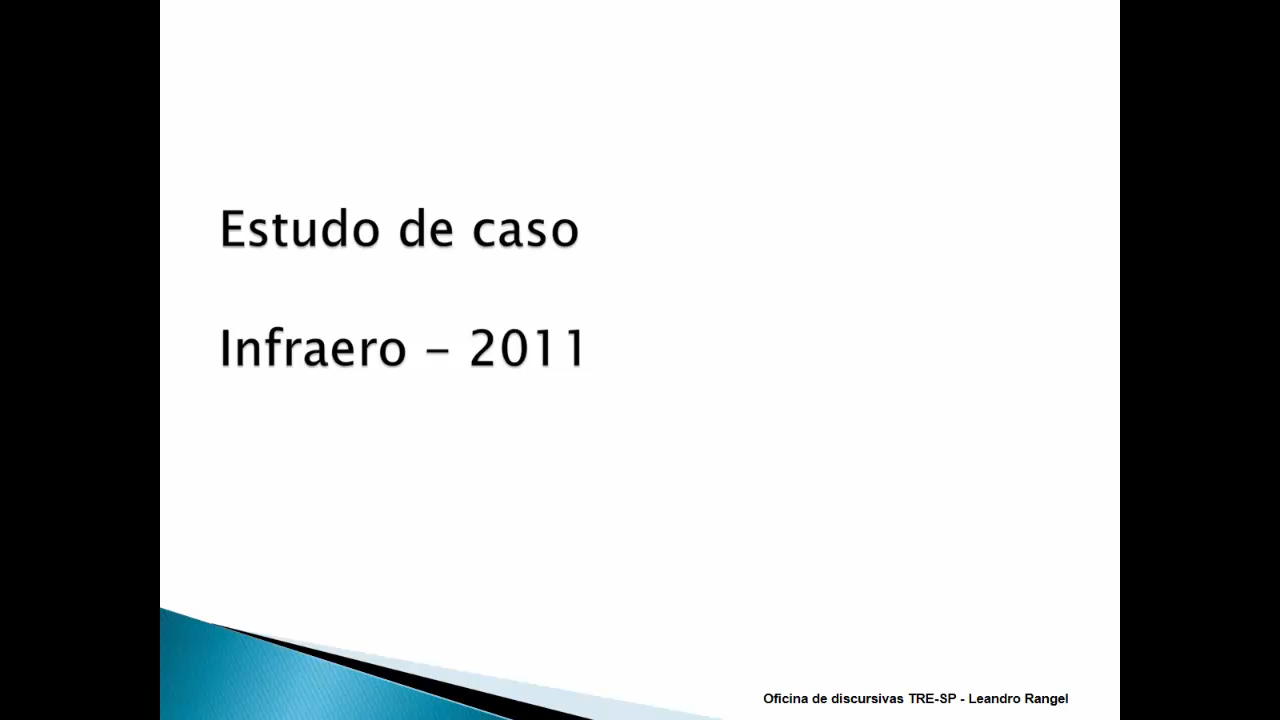 Estudo de caso
Infraero - 2011
Oficina de discursivas TRE-SP - Leandro Rangel